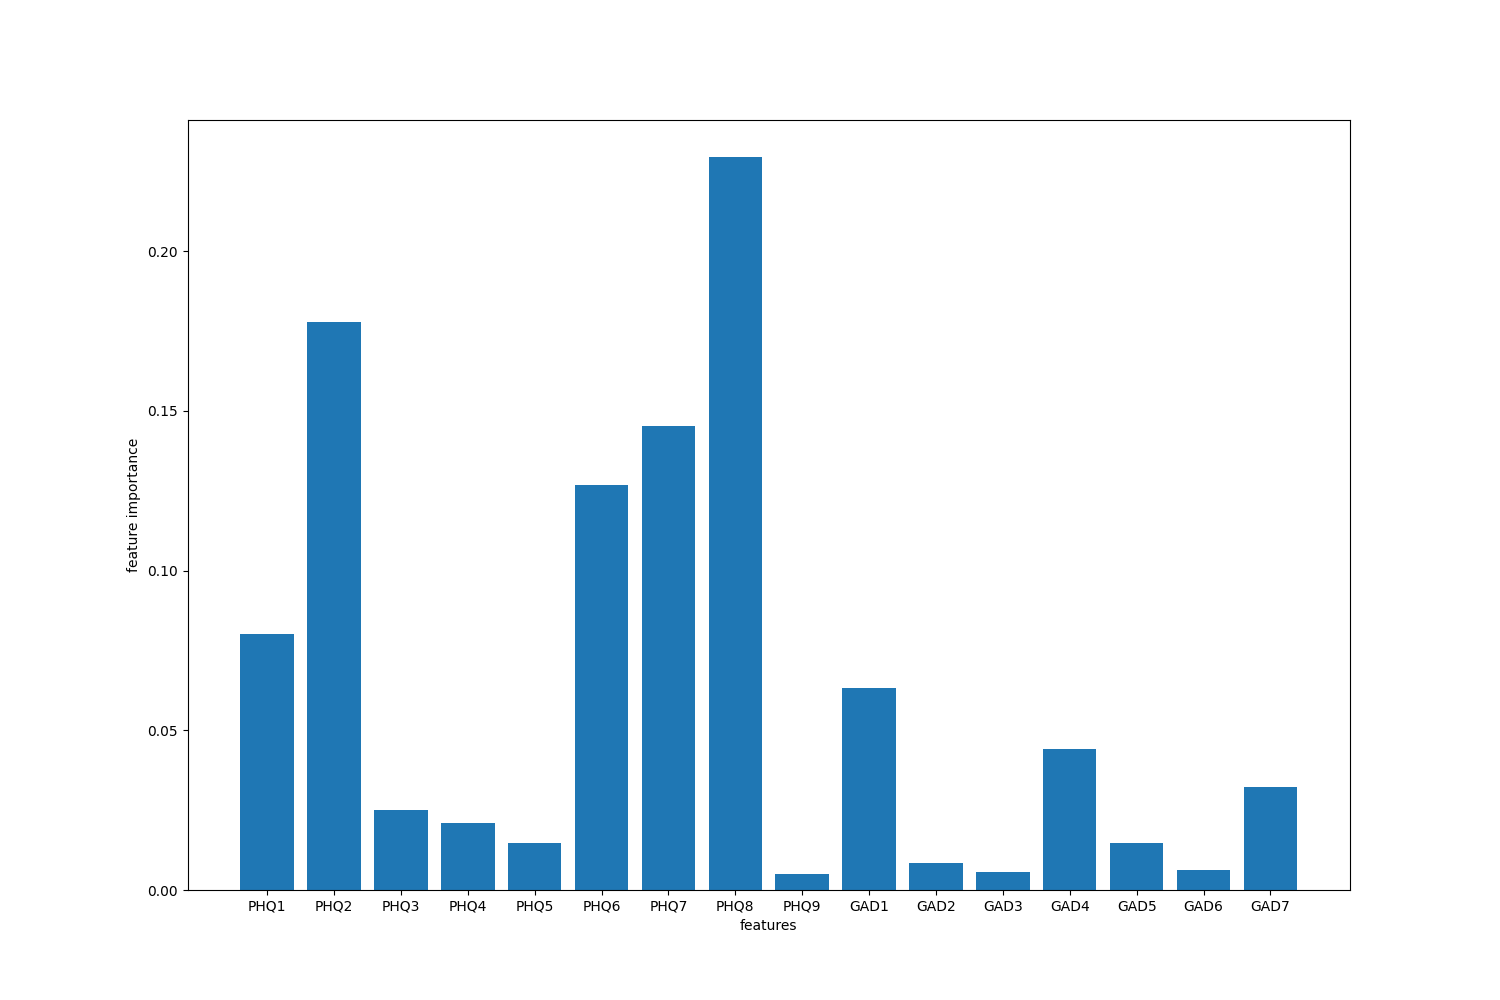 feature importance
0.20
0.15
0.10
0.05
0.00
PHQ1 PHQ2 PHQ3 PHQ4 PHQ5 PHQ6 PHQ7 PHQ8 PHQ9 GAD1 GAD2 GAD3 GAD4 GAD5 GAD6 GAD7
features